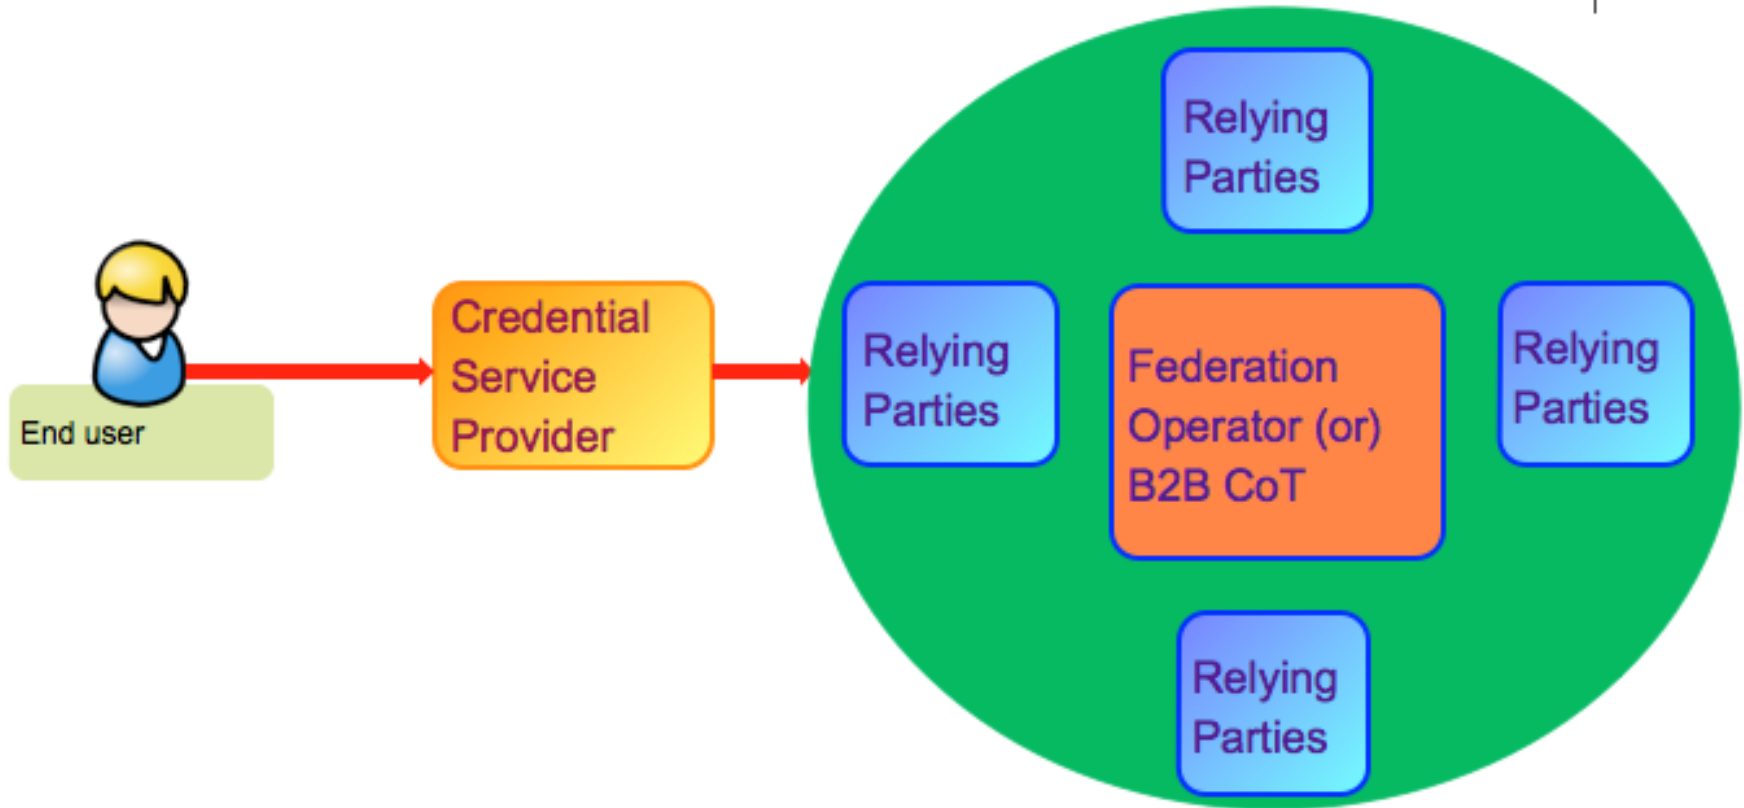 Relying
Parties
Credential
Service
Provider
End user
Relying
Parties
Federation
Operator (or)
B2B CoT
Relying
Parties
Relying
Parties